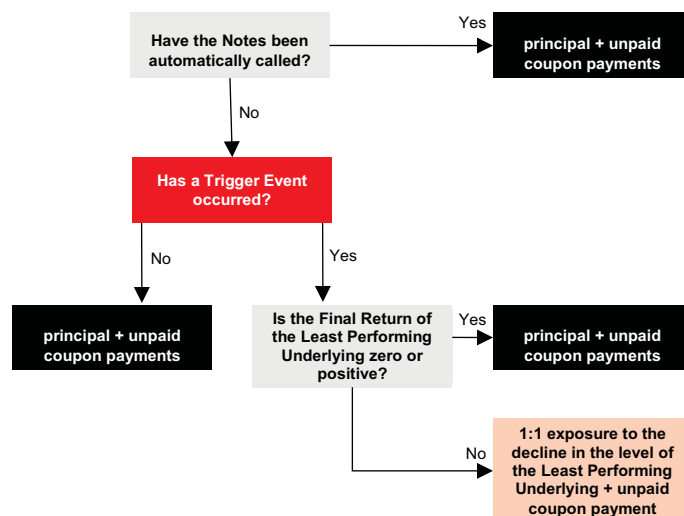 Have the Notes been
automatically called?
Yes
principal + unpaid
coupon payments
No
Has a Trigger Event
occurred?
No
Yes
principal + unpaid
coupon payments
Is the Final Return of
the Least Performing
Underlying zero or
positive?
Yes
principal + unpaid
coupon payments
No
1:1 exposure to the
decline in the level of
the Least Performing
Underlying + unpaid
coupon payment